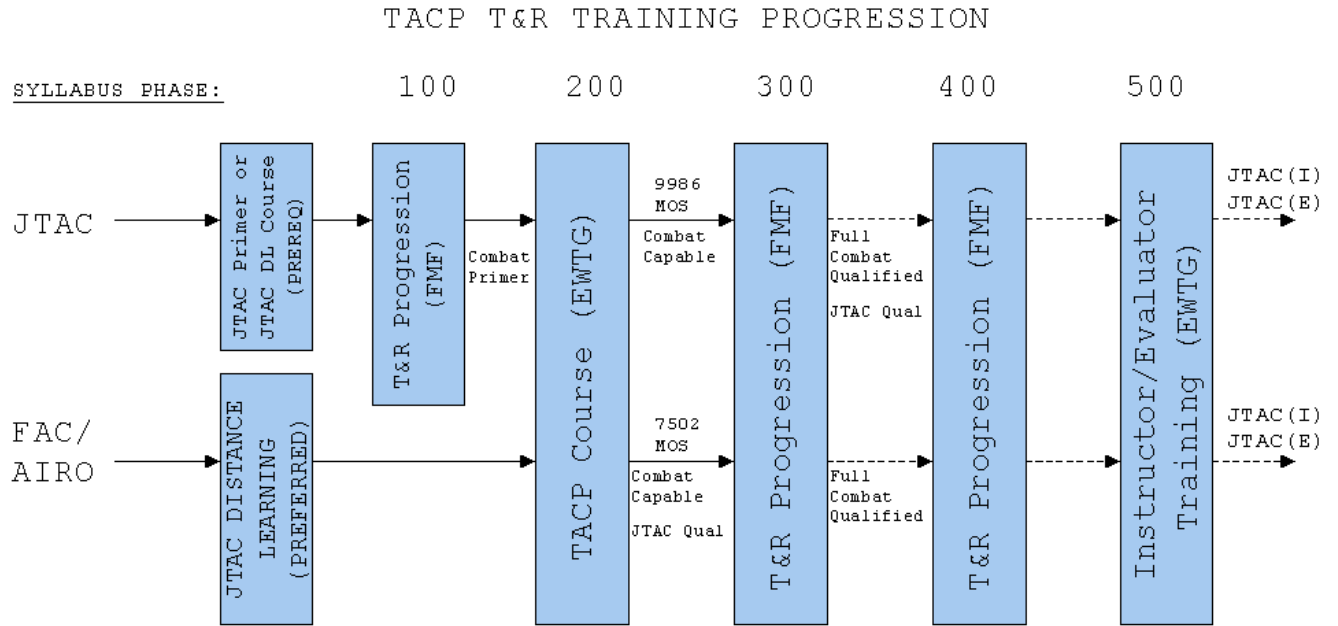 TACP T&R TRAINING PROGRESSION
SYLLABUS PHASE:
100
200
300
400
500
JTAC
JTAC Primer or
JTAC DL Course
(PREREQ)
T&R Progression
(FMF)
Combat
Primer
TACP Course (EWTG)
9986
MOS
Combat
Capable
T&R Progression (FMF)
Full
Combat
Qualified
JTAC Qual
T&R Progression (FMF)
Instructor/Evaluator
Training (EWTG)
JTAC(I)
JTAC(E)
FAC/
AIRO
JTAC DISTANCE
LEARNING
(PREFERRED)
7502
MOS
Combat
Capable
JTAC Qual
Full
Combat
Qualified
JTAC(I)
JTAC(E)